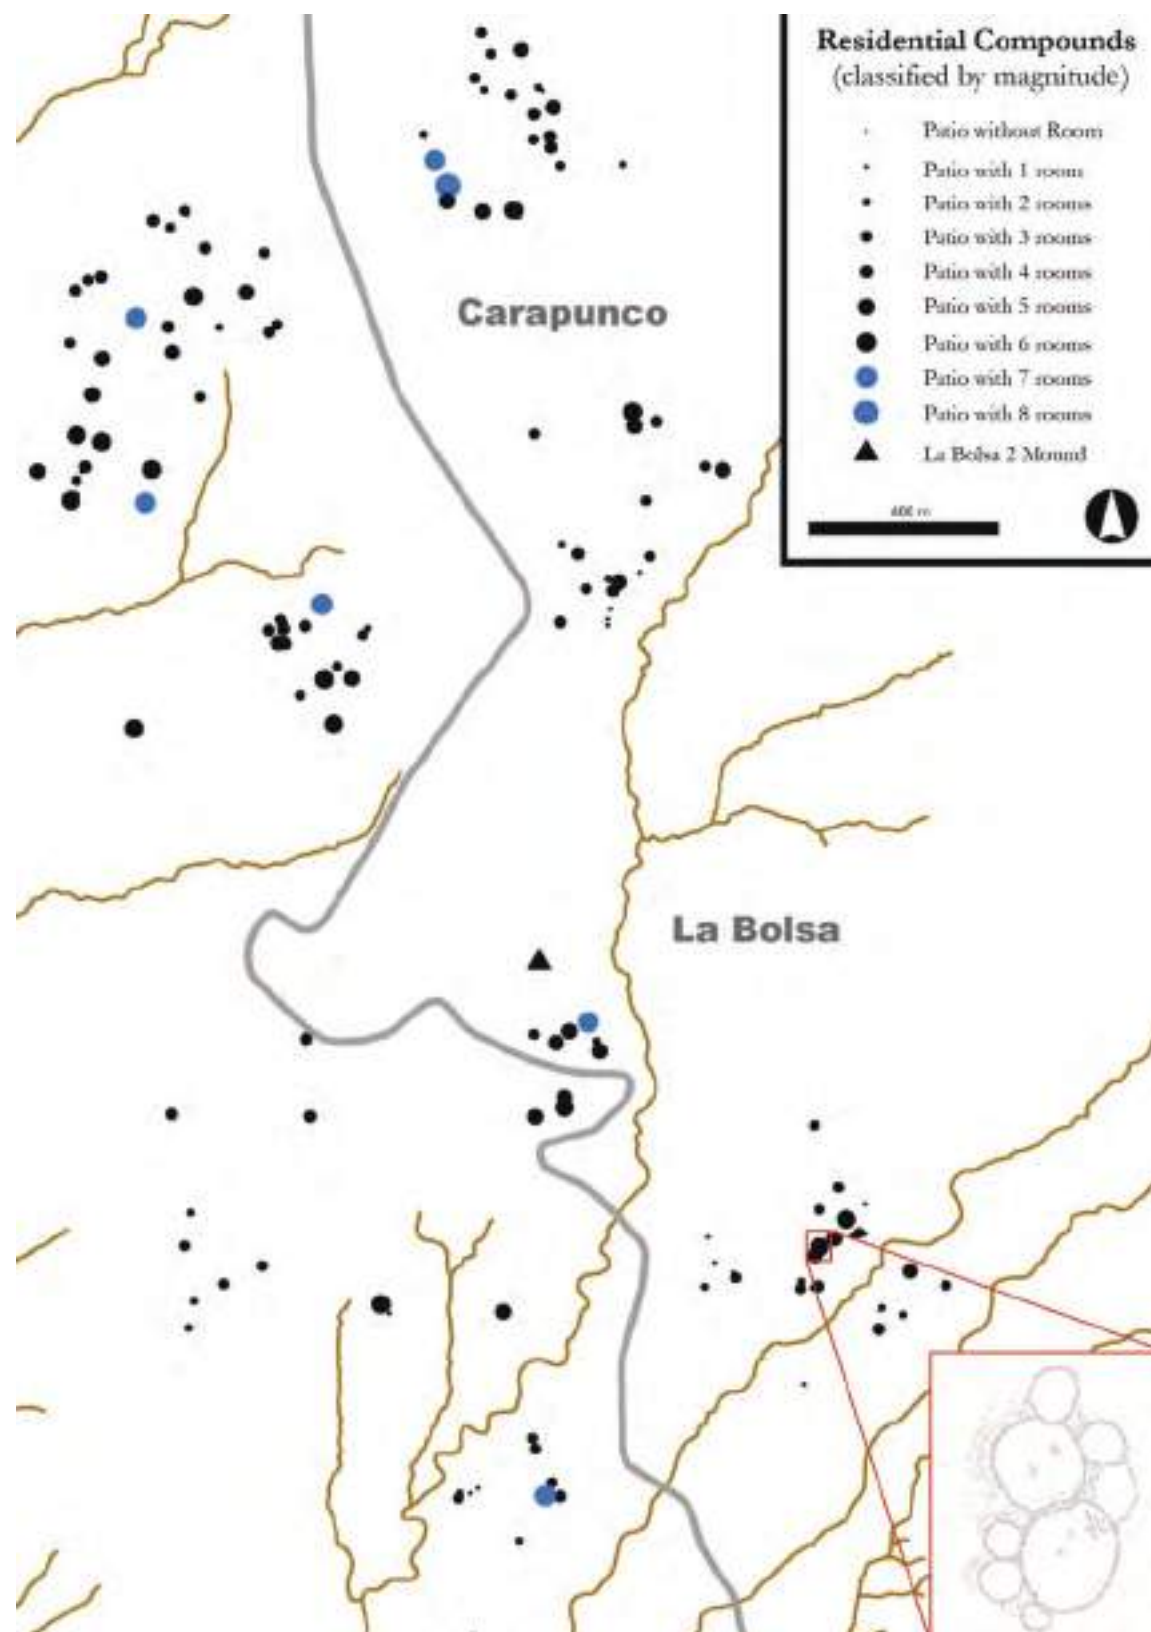 Residential Compounds
(classified by magnitude)
Patio without Room
Patio with 1 room
Patio with 2 rooms
Patio with 3 rooms
Patio with 4 rooms
Patio with 5 rooms
Patio with 6 rooms
Patio with 7 rooms
Patio with 8 rooms
La Bolsa 2 Mound
Carapunco
La Bolsa